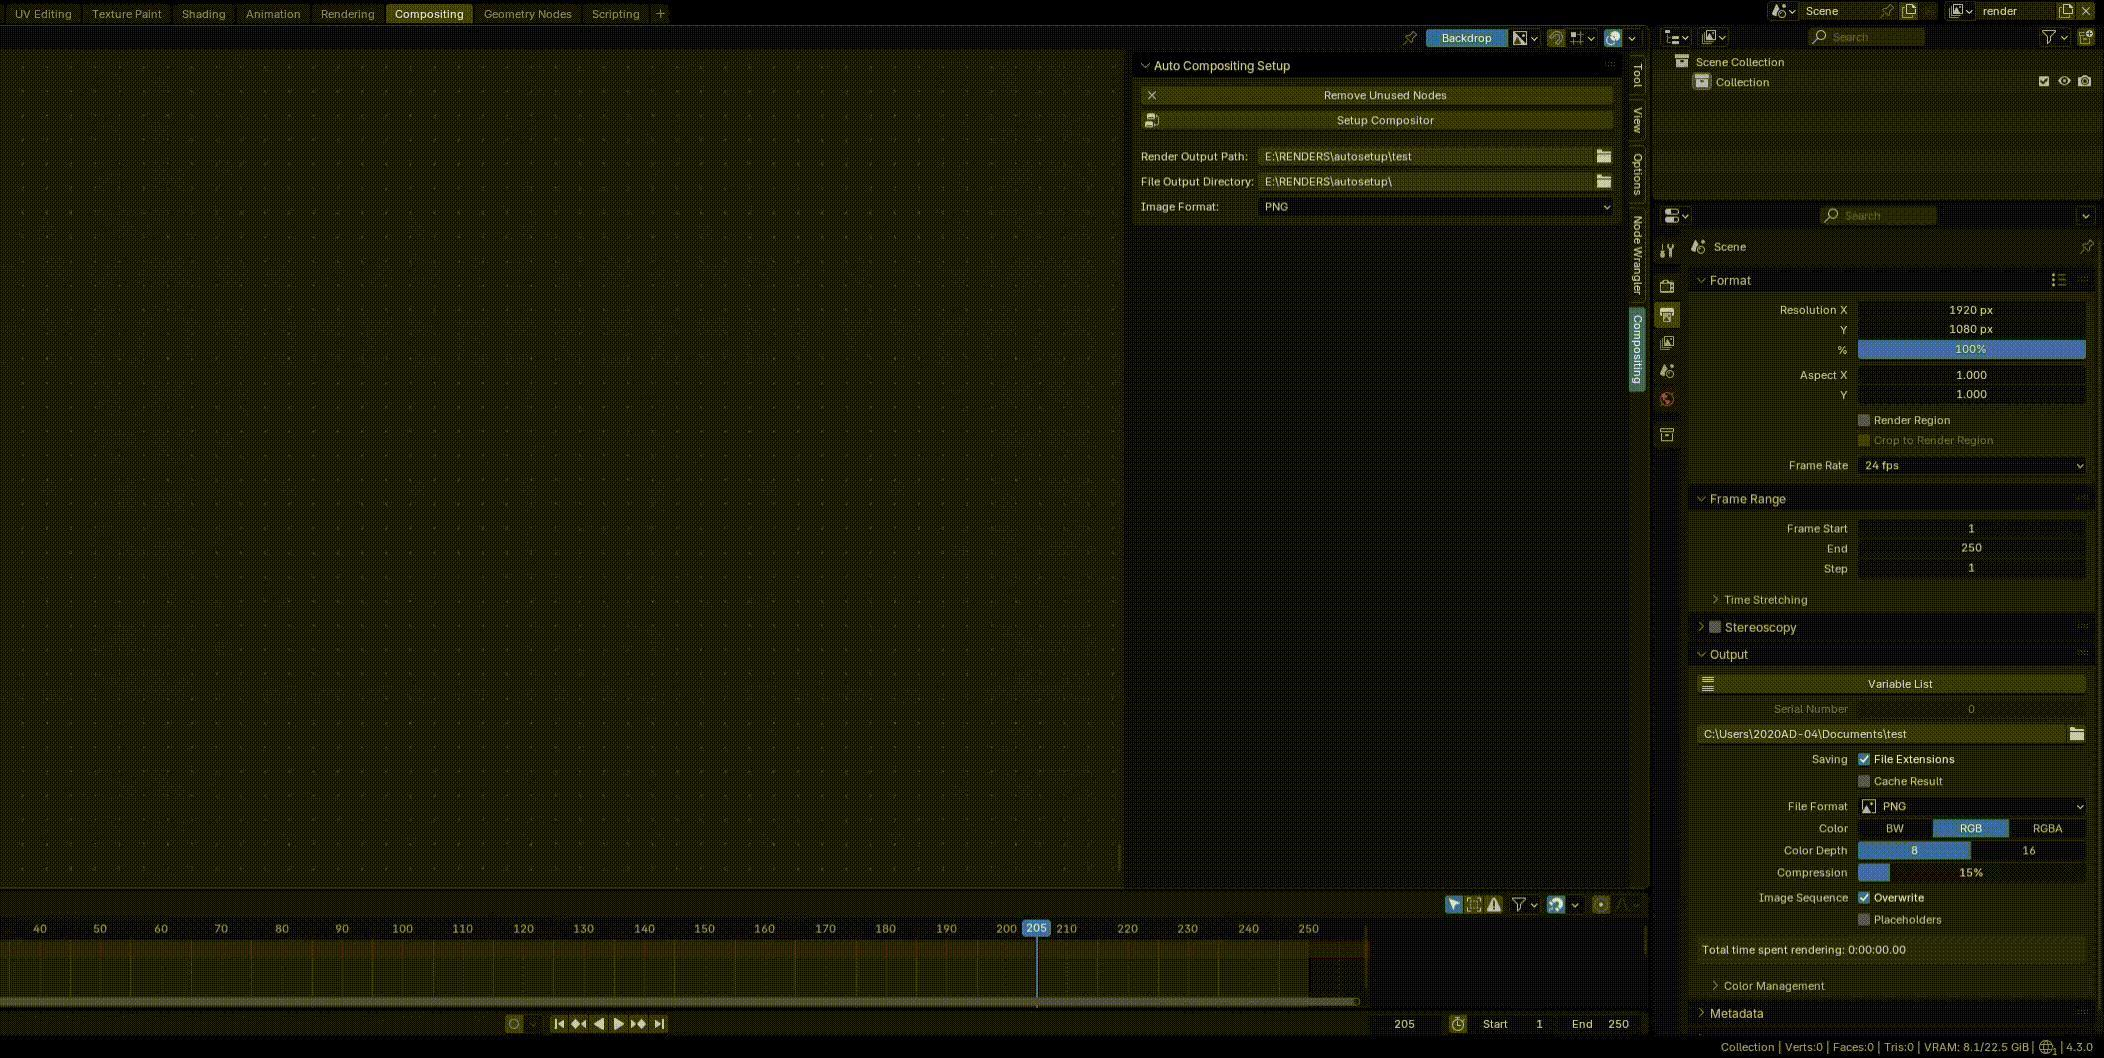 UV Editing Texture Paint Shading Animation Rendering Compositing Geometry Nodes Scripting +
Scene
render
Backdrop
Search
Scene Collection
Collection
Auto Compositing Setup
Remove Unused Nodes
Setup Compositor
Render Output Path: E:\RENDERS\autosetup\test
File Output Directory: E:\RENDERS\autosetup\
Image Format: PNG
Tool
View
Options
Node Wrangler
Compositing
Search
Scene
Format
Resolution X 1920 px
Y 1080 px
% 100%
Aspect X 1.000
Y 1.000
Render Region
Crop to Render Region
Frame Rate 24 fps
Frame Range
Frame Start 1
End 250
Step 1
Time Stretching
Stereoscopy
Output
Variable List
Serial Number 0
C:\Users\2020AD-04\Documents\test
Saving File Extensions
Cache Result
File Format PNG
Color BW RGB RGBA
Color Depth 8 16
Compression 15%
Image Sequence Overwrite
Placeholders
Total time spent rendering: 0:00:00.00
Color Management
Metadata
40 50 60 70 80 90 100 110 120 130 140 150 160 170 180 190 200 205 210 220 230 240 250
205 Start 1 End 250
Collection | Verts:0 | Faces:0 | Tris:0 | VRAM: 8.1/22.5 GiB | 4.3.0